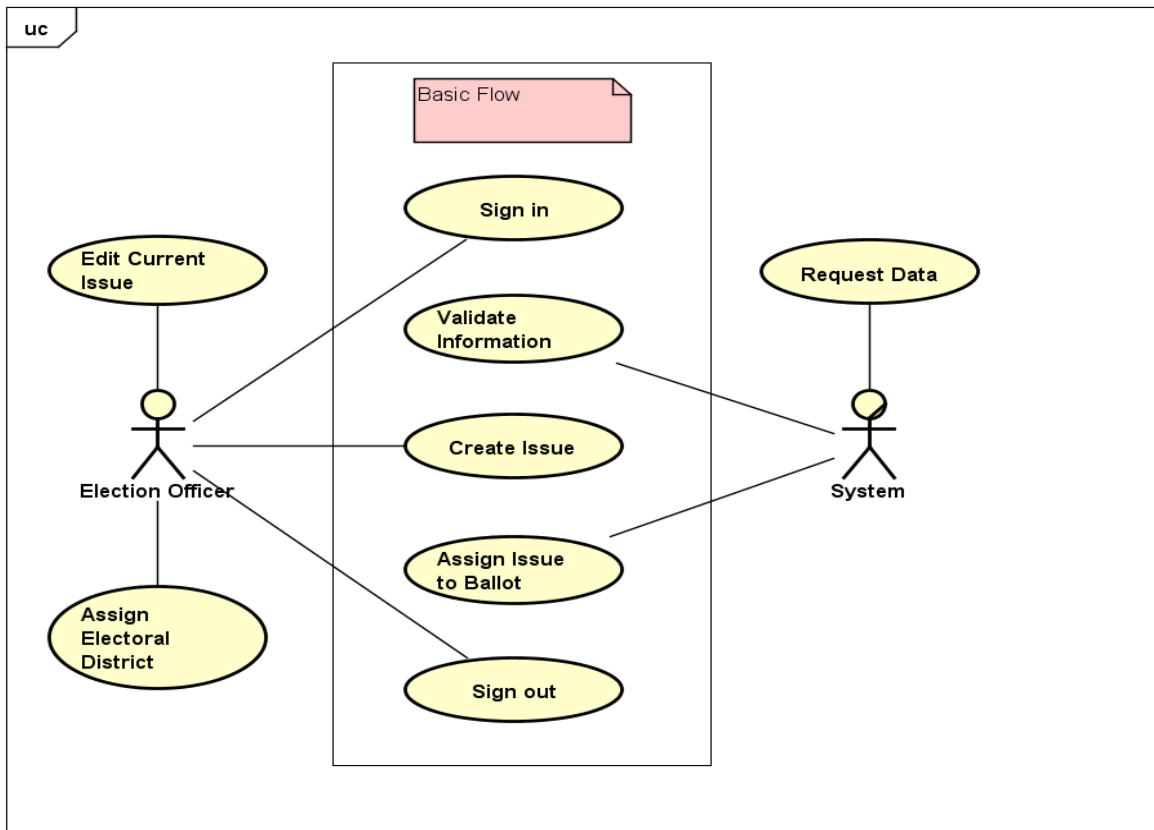 uc
Basic Flow
Sign in
Edit Current
Issue
Request Data
Validate
Information
Create Issue
Election Officer
System
Assign Issue
to Ballot
Assign
Electoral
District
Sign out